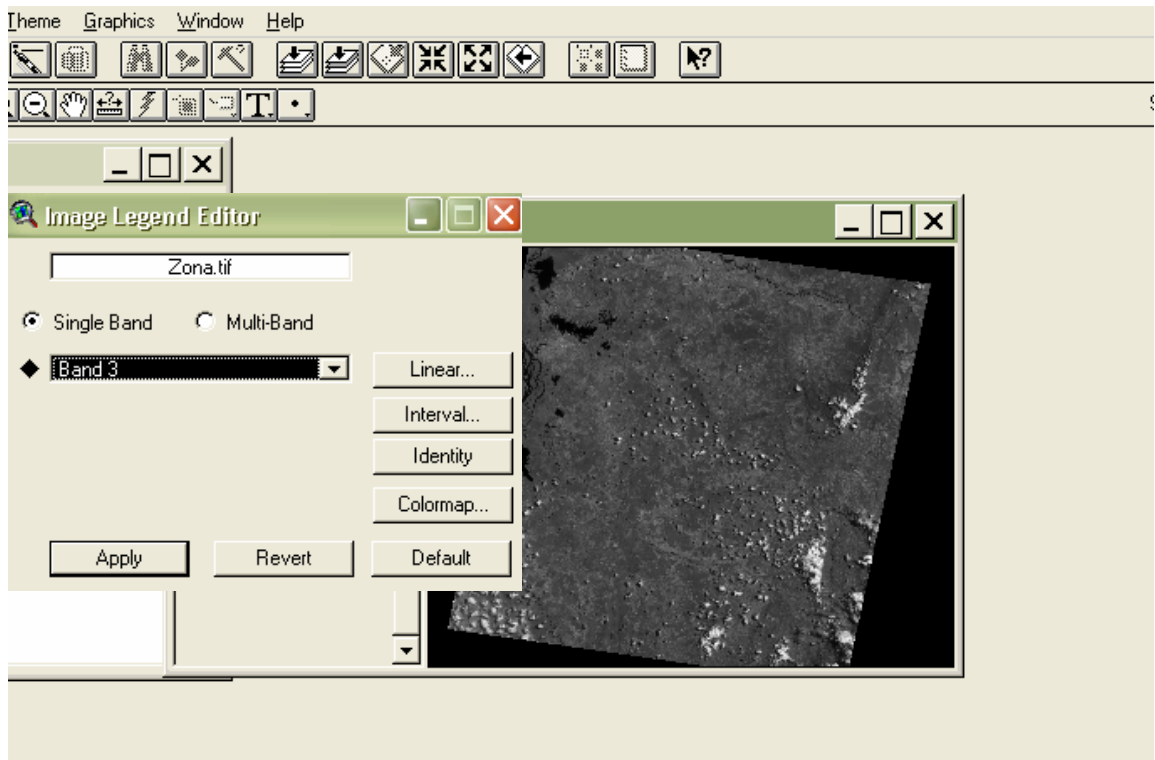 Theme Graphics Window Help
T
S
Image Legend Editor
Zona.tif
Single Band Multi-Band
Band 3
Linear...
Interval...
Identity
Colormap...
Apply Revert Default